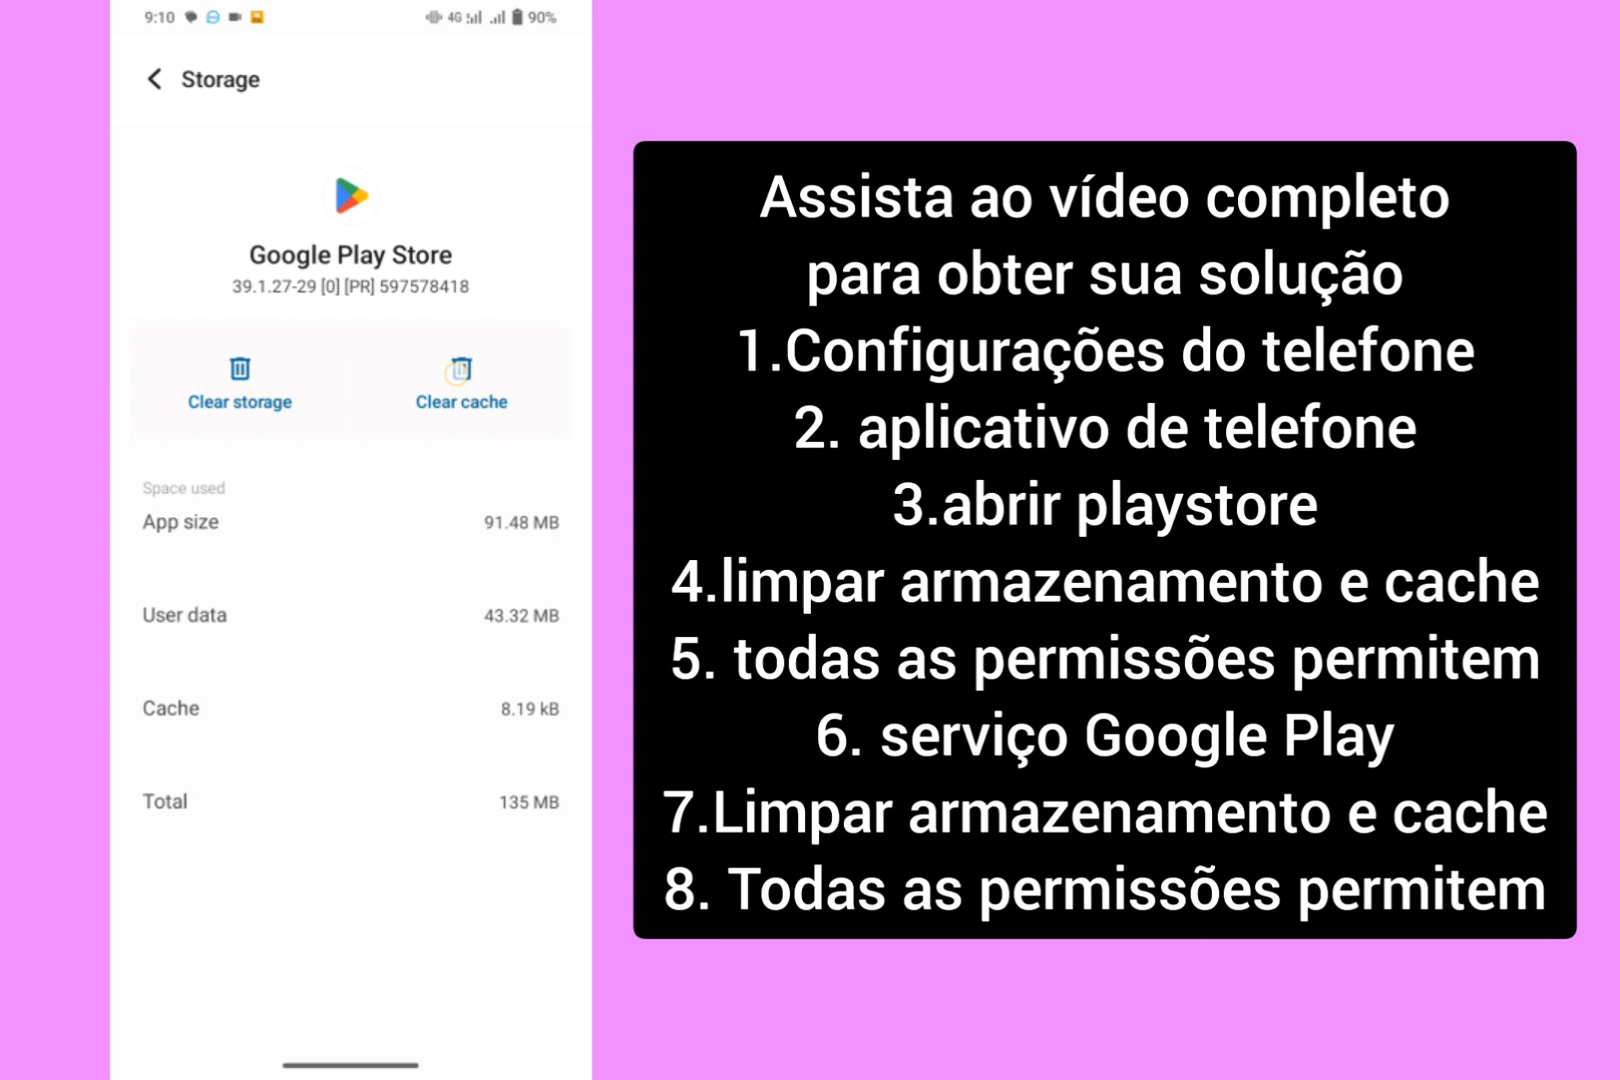 9:10
4G
90%
Storage
Google Play Store
39.1.27-29 [0] [PR] 597578418
Clear storage
Clear cache
Space used
App size
91.48 MB
User data
43.32 MB
Cache
8.19 kB
Total
135 MB
Assista ao vídeo completo
para obter sua solução
1.Configurações do telefone
2. aplicativo de telefone
3.abrir playstore
4.limpar armazenamento e cache
5. todas as permissões permitem
6. serviço Google Play
7.Limpar armazenamento e cache
8. Todas as permissões permitem